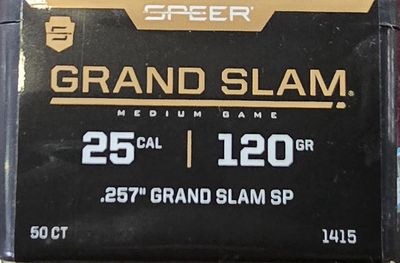 SPEER
GRAND SLAM®
MEDIUM GAME
25 CAL | 120 GR
.257" GRAND SLAM SP
50 CT 1415